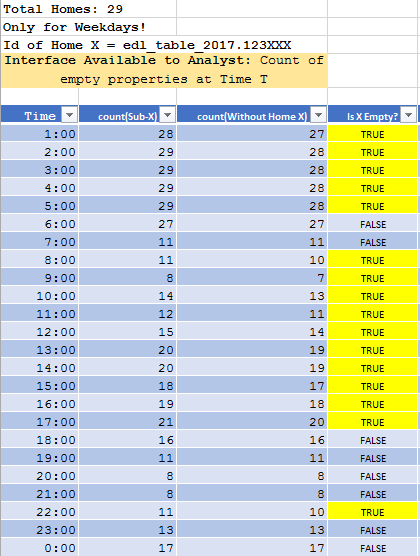 Total Homes: 29
Only for Weekdays!
Id of Home X = edl_table_2017.123XXX
Interface Available to Analyst: Count of
empty properties at Time T
Time count(Sub-X) count(Without Home X) Is X Empty?
1:00 28 27 TRUE
2:00 29 28 TRUE
3:00 29 28 TRUE
4:00 29 28 TRUE
5:00 29 28 TRUE
6:00 27 27 FALSE
7:00 11 11 FALSE
8:00 11 10 TRUE
9:00 8 7 TRUE
10:00 14 13 TRUE
11:00 12 11 TRUE
12:00 15 14 TRUE
13:00 20 19 TRUE
14:00 20 19 TRUE
15:00 18 17 TRUE
16:00 19 18 TRUE
17:00 21 20 TRUE
18:00 16 16 FALSE
19:00 11 11 FALSE
20:00 8 8 FALSE
21:00 8 8 FALSE
22:00 11 10 TRUE
23:00 13 13 FALSE
0:00 17 17 FALSE